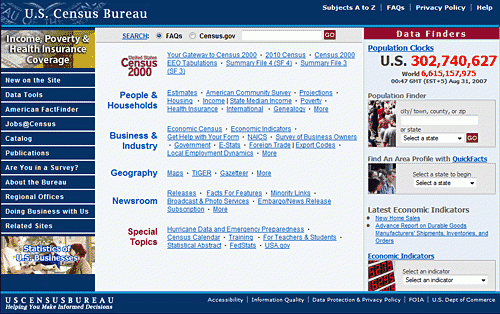 U.S. Census Bureau
Subjects A to Z | FAQs | Privacy Policy | Help
Income, Poverty &
Health Insurance
Coverage
New on the Site
Data Tools
American FactFinder
Jobs@Census
Catalog
Publications
Are You in a Survey?
About the Bureau
Regional Offices
Doing Business with Us
Related Sites
Statistics of
U.S. Businesses
SEARCH: FAQs Census.gov GO
United States
Census
2000
Your Gateway to Census 2000 • 2010 Census • Census 2000
EEO Tabulations • Summary File 4 (SF 4) • Summary File 3
(SF 3)
People &
Households
Estimates • American Community Survey • Projections •
Housing • Income | State Median Income • Poverty •
Health Insurance • International • Genealogy • More
Business &
Industry
Economic Census • Economic Indicators •
Get Help with Your Form • NAICS • Survey of Business Owners
• Government • E-Stats • Foreign Trade | Export Codes •
Local Employment Dynamics • More
Geography
Maps • TIGER • Gazetteer • More
Newsroom
Releases • Facts For Features • Minority Links •
Broadcast & Photo Services • Embargo/News Release
Subscription • More
Special
Topics
Hurricane Data and Emergency Preparedness •
Census Calendar • Training • For Teachers & Students •
Statistical Abstract • FedStats • USA.gov
Data Finders
Population Clocks
U.S. 302,740,627
World 6,615,157,975
00:47 GMT (EST+5) Aug 31, 2007
Population Finder
city/ town, county, or zip
or state
Select a state GO
Find An Area Profile with QuickFacts
Select a state to begin
Select a state
Latest Economic Indicators
• New Home Sales
• Advance Report on Durable Goods
Manufacturers' Shipments, Inventories, and
Orders
Economic Indicators
Select an indicator
Select an indicator
USCENSUSBUREAU
Helping You Make Informed Decisions
Accessibility | Information Quality | Data Protection & Privacy Policy | FOIA | U.S. Dept of Commerce